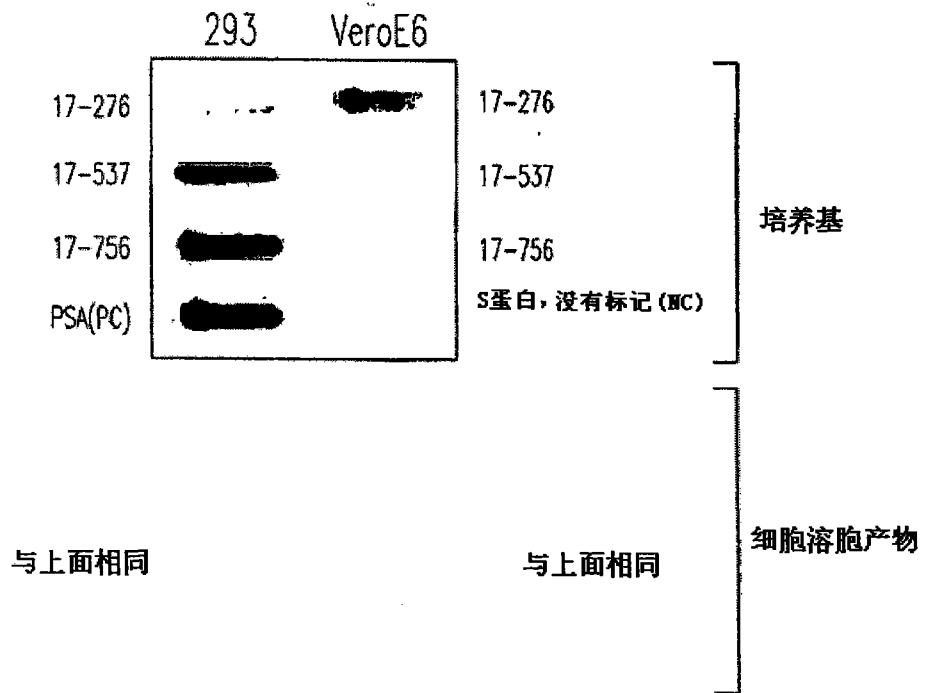 293 VeroE6
17-276 17-276
17-537 17-537
17-756 17-756
PSA(PC) S蛋白，没有标记(NC)
培养基
与上面相同 与上面相同
细胞溶胞产物